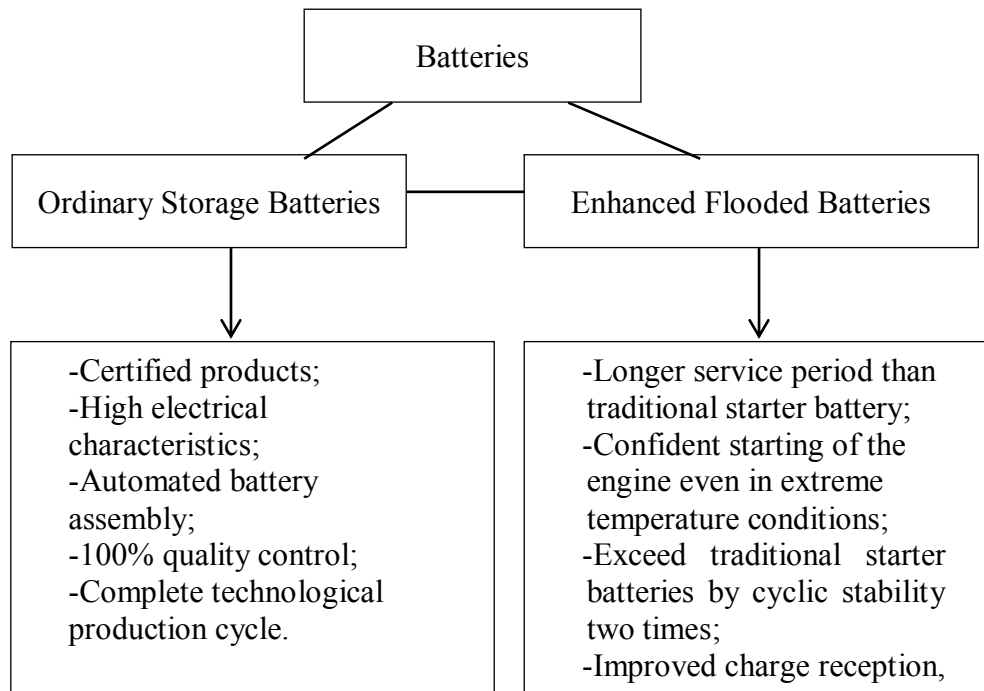 Batteries
Ordinary Storage Batteries
Enhanced Flooded Batteries
-Certified products;
-High electrical
characteristics;
-Automated battery
assembly;
-100% quality control;
-Complete technological
production cycle.
-Longer service period than
traditional starter battery;
-Confident starting of the
engine even in extreme
temperature conditions;
-Exceed traditional starter
batteries by cyclic stability
two times;
-Improved charge reception,